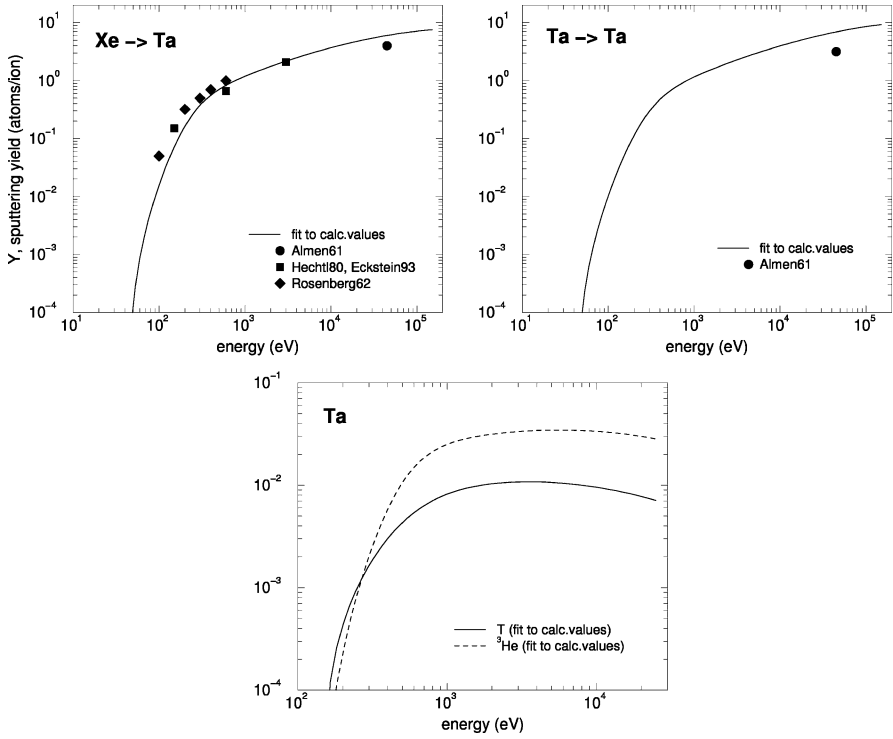 Xe –> Ta
Y, sputtering yield (atoms/ion)
10^1
10^0
10^−1
10^−2
10^−3
10^−4
fit to calc.values
Almen61
Hechtl80, Eckstein93
Rosenberg62
10^1 10^2 10^3 10^4 10^5
energy (eV)
Ta –> Ta
10^1
10^0
10^−1
10^−2
10^−3
10^−4
fit to calc.values
Almen61
10^1 10^2 10^3 10^4 10^5
energy (eV)
Ta
10^−1
10^−2
10^−3
10^−4
T (fit to calc.values)
^3He (fit to calc.values)
10^2 10^3 10^4
energy (eV)